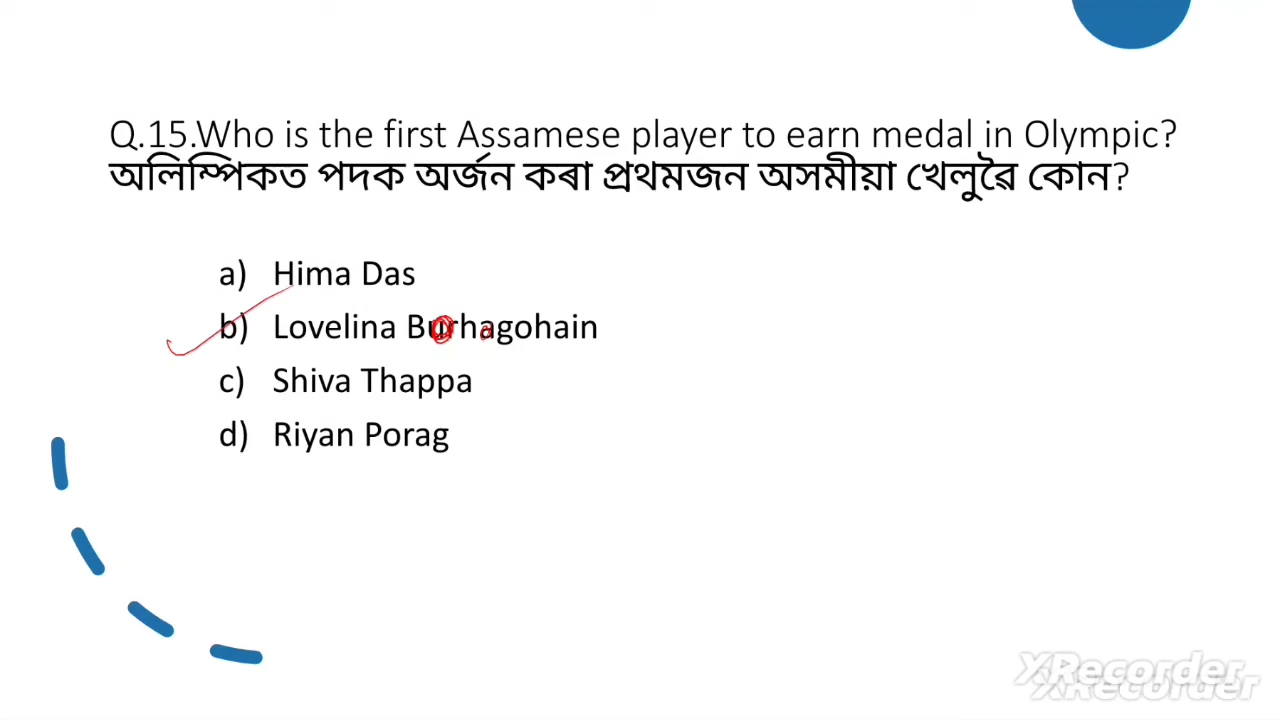 Q.15.Who is the first Assamese player to earn medal in Olympic?
অলিম্পিকত পদক অৰ্জন কৰা প্ৰথমজন অসমীয়া খেলুৱৈ কোন?
a) Hima Das
b) Lovelina Burhagohain
c) Shiva Thappa
d) Riyan Porag
XRecorder
XRecorder